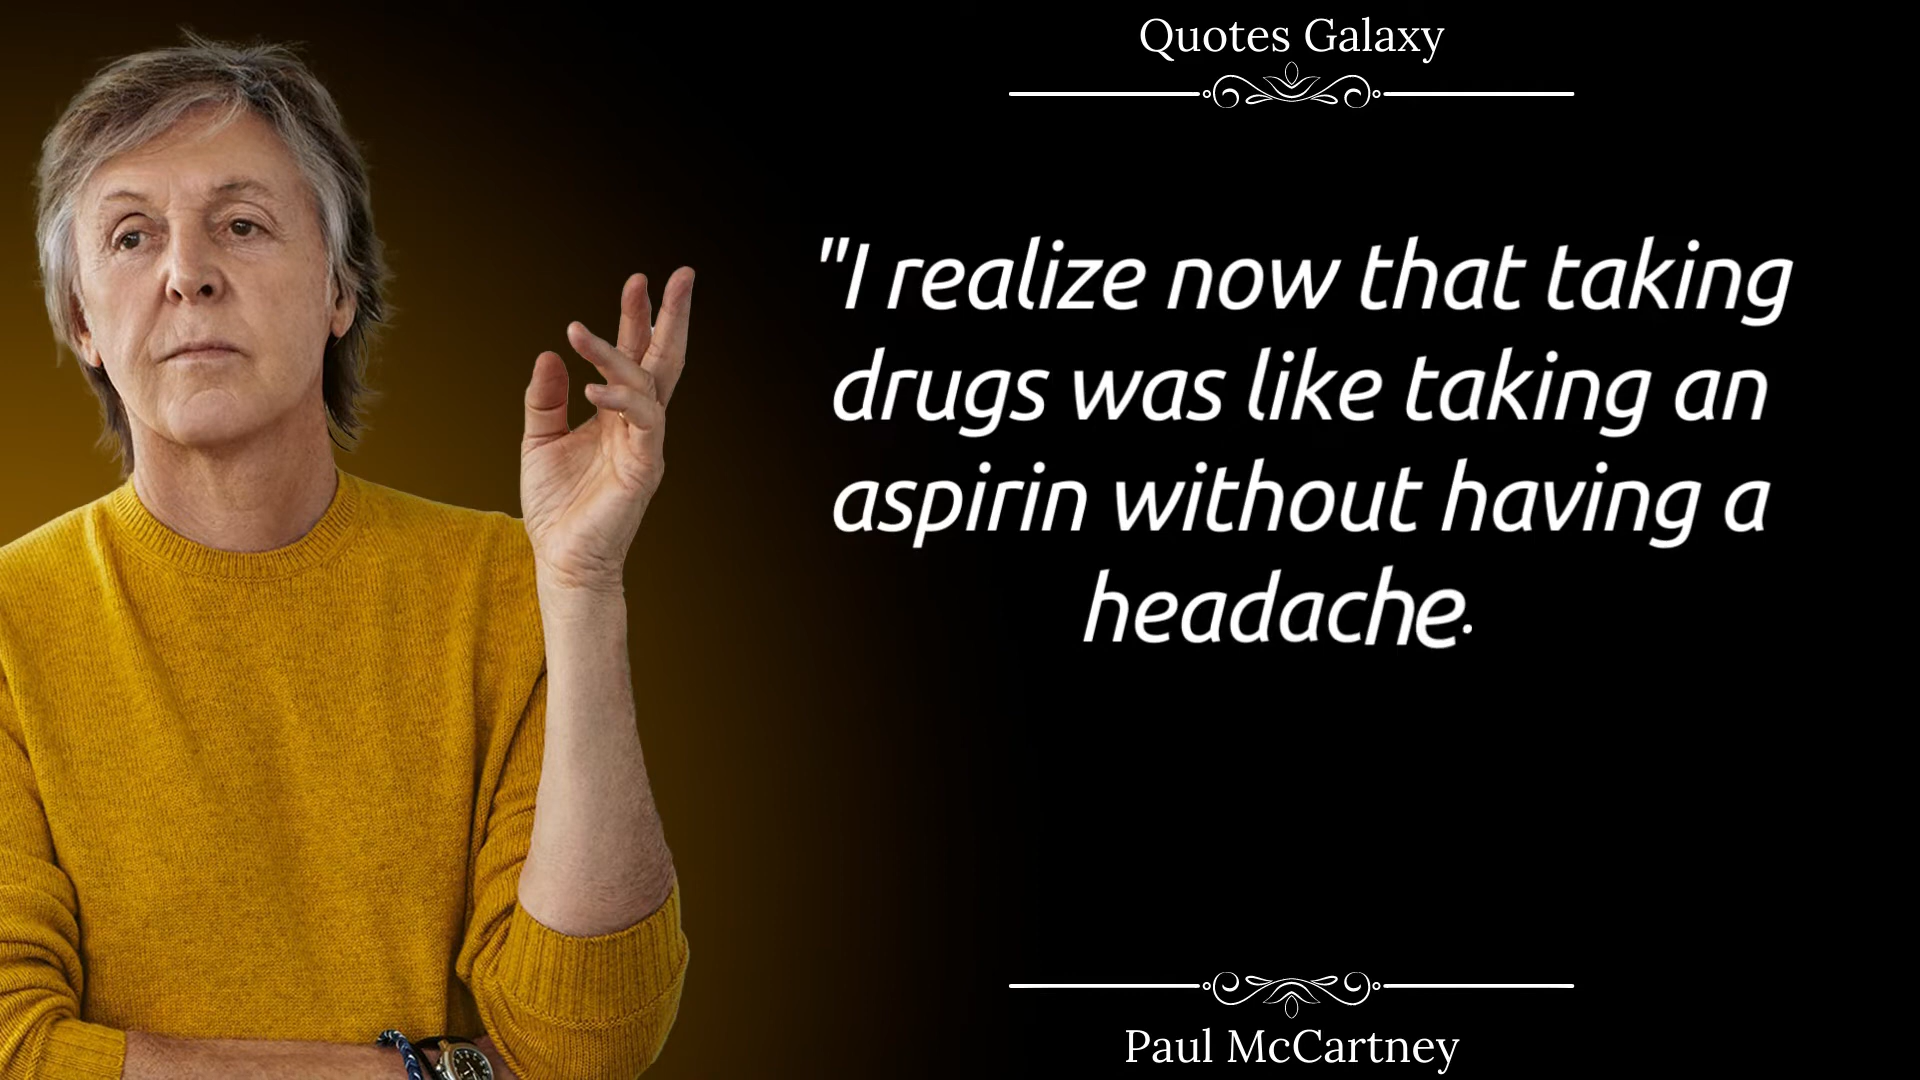 Quotes Galaxy
"I realize now that taking
drugs was like taking an
aspirin without having a
headache.
Paul McCartney